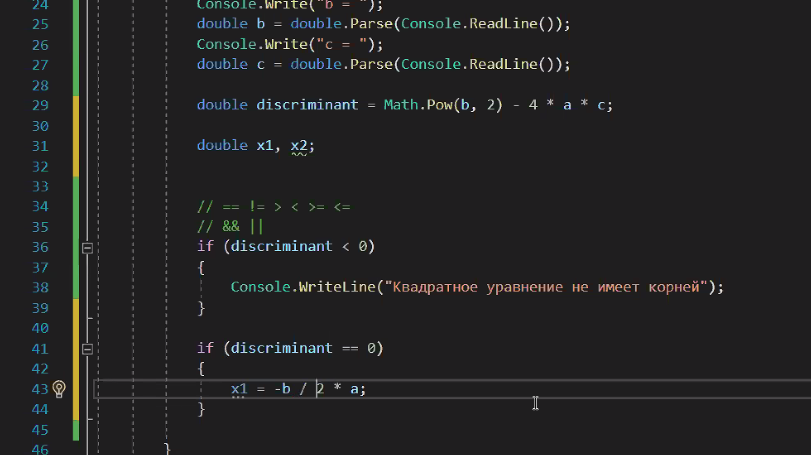 24 Console.Write("b = ");
25 double b = double.Parse(Console.ReadLine());
26 Console.Write("c = ");
27 double c = double.Parse(Console.ReadLine());
28
29 double discriminant = Math.Pow(b, 2) - 4 * a * c;
30
31 double x1, x2;
32
33
34 // == != > < >= <=
35 // && ||
36 if (discriminant < 0)
37 {
38 Console.WriteLine("Квадратное уравнение не имеет корней");
39 }
40
41 if (discriminant == 0)
42 {
43 x1 = -b / 2 * a;
44 }
45
46 }